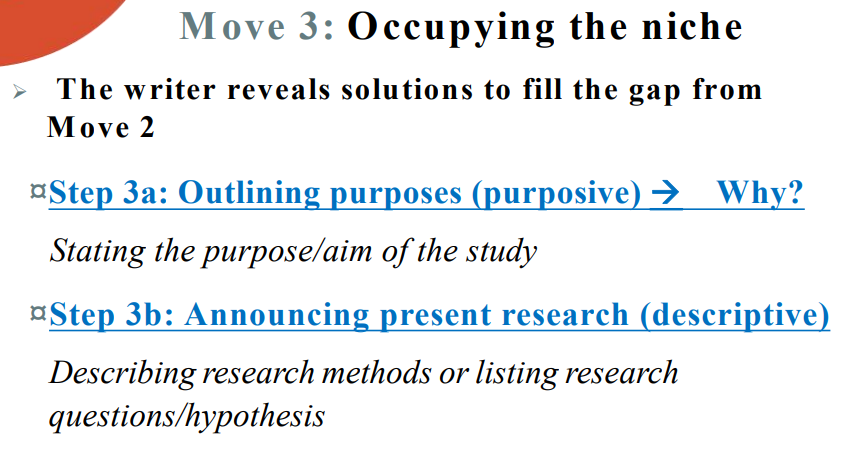 Move 3: Occupying the niche
➢ The writer reveals solutions to fill the gap from
Move 2
¤Step 3a: Outlining purposes (purposive) → Why?
Stating the purpose/aim of the study
¤Step 3b: Announcing present research (descriptive)
Describing research methods or listing research
questions/hypothesis